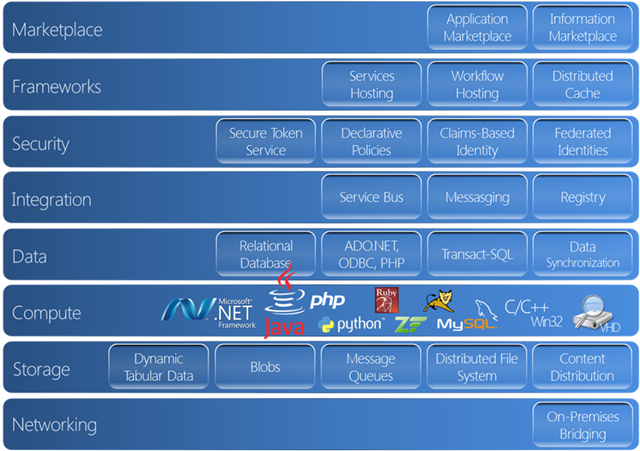 Marketplace
Application
Marketplace
Information
Marketplace
Frameworks
Services
Hosting
Workflow
Hosting
Distributed
Cache
Security
Secure Token
Service
Declarative
Policies
Claims-Based
Identity
Federated
Identities
Integration
Service Bus
Messasging
Registry
Data
Relational
Database
ADO.NET,
ODBC, PHP
Transact-SQL
Data
Synchronization
Compute
Microsoft
.NET
Framework
Java
php
python
Ruby
ZF
MySQL
C/C++
Win32
VHD
Storage
Dynamic
Tabular Data
Blobs
Message
Queues
Distributed File
System
Content
Distribution
Networking
On-Premises
Bridging